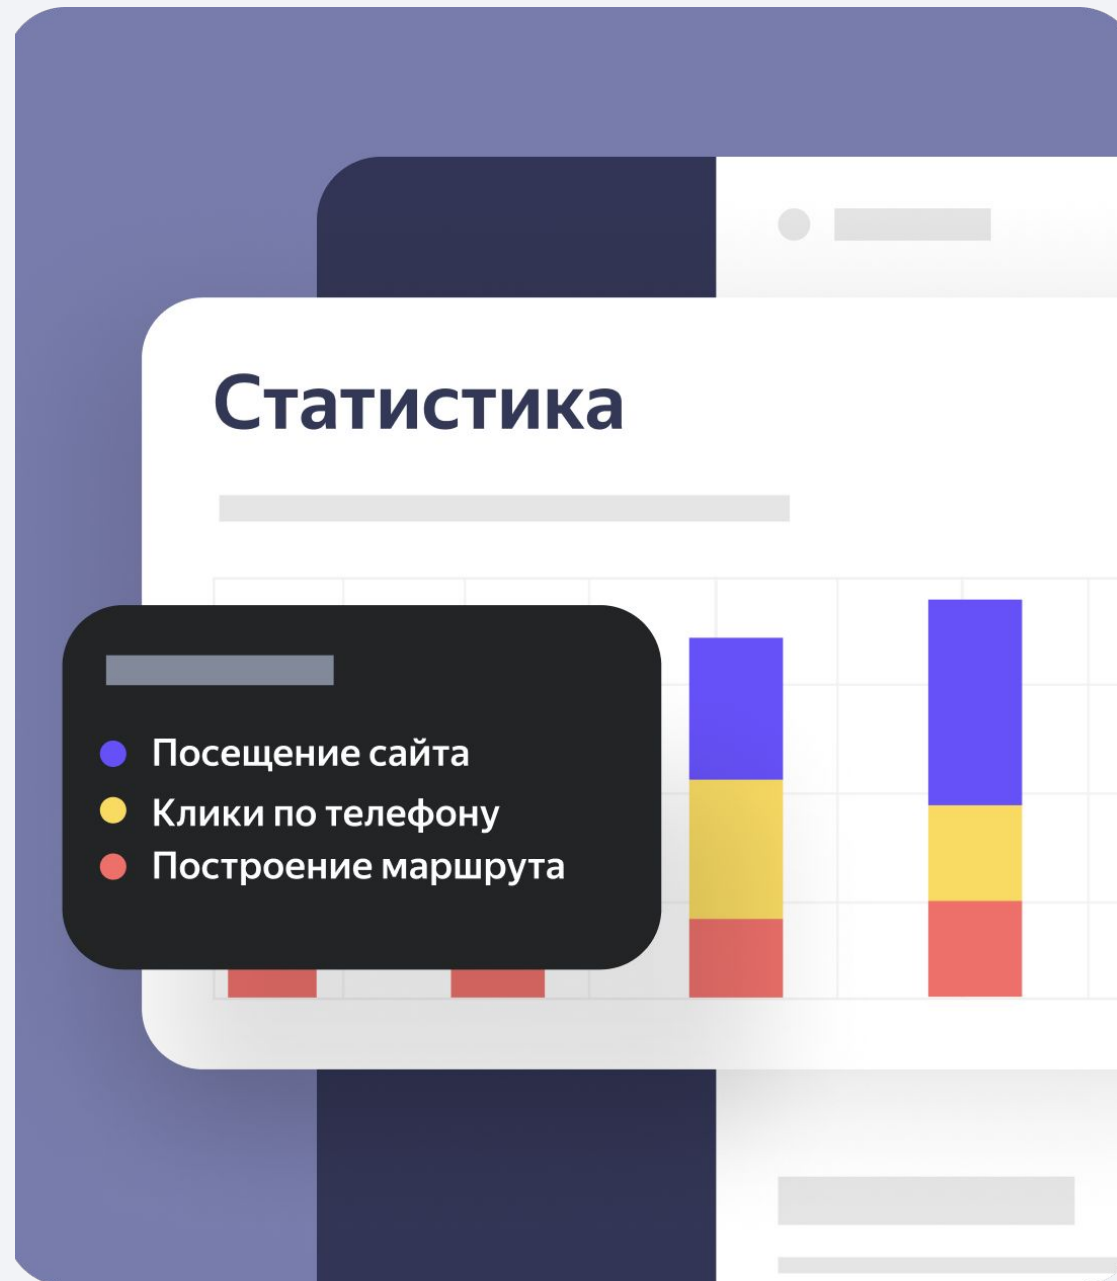 Статистика
Посещение сайта
Клики по телефону
Построение маршрута